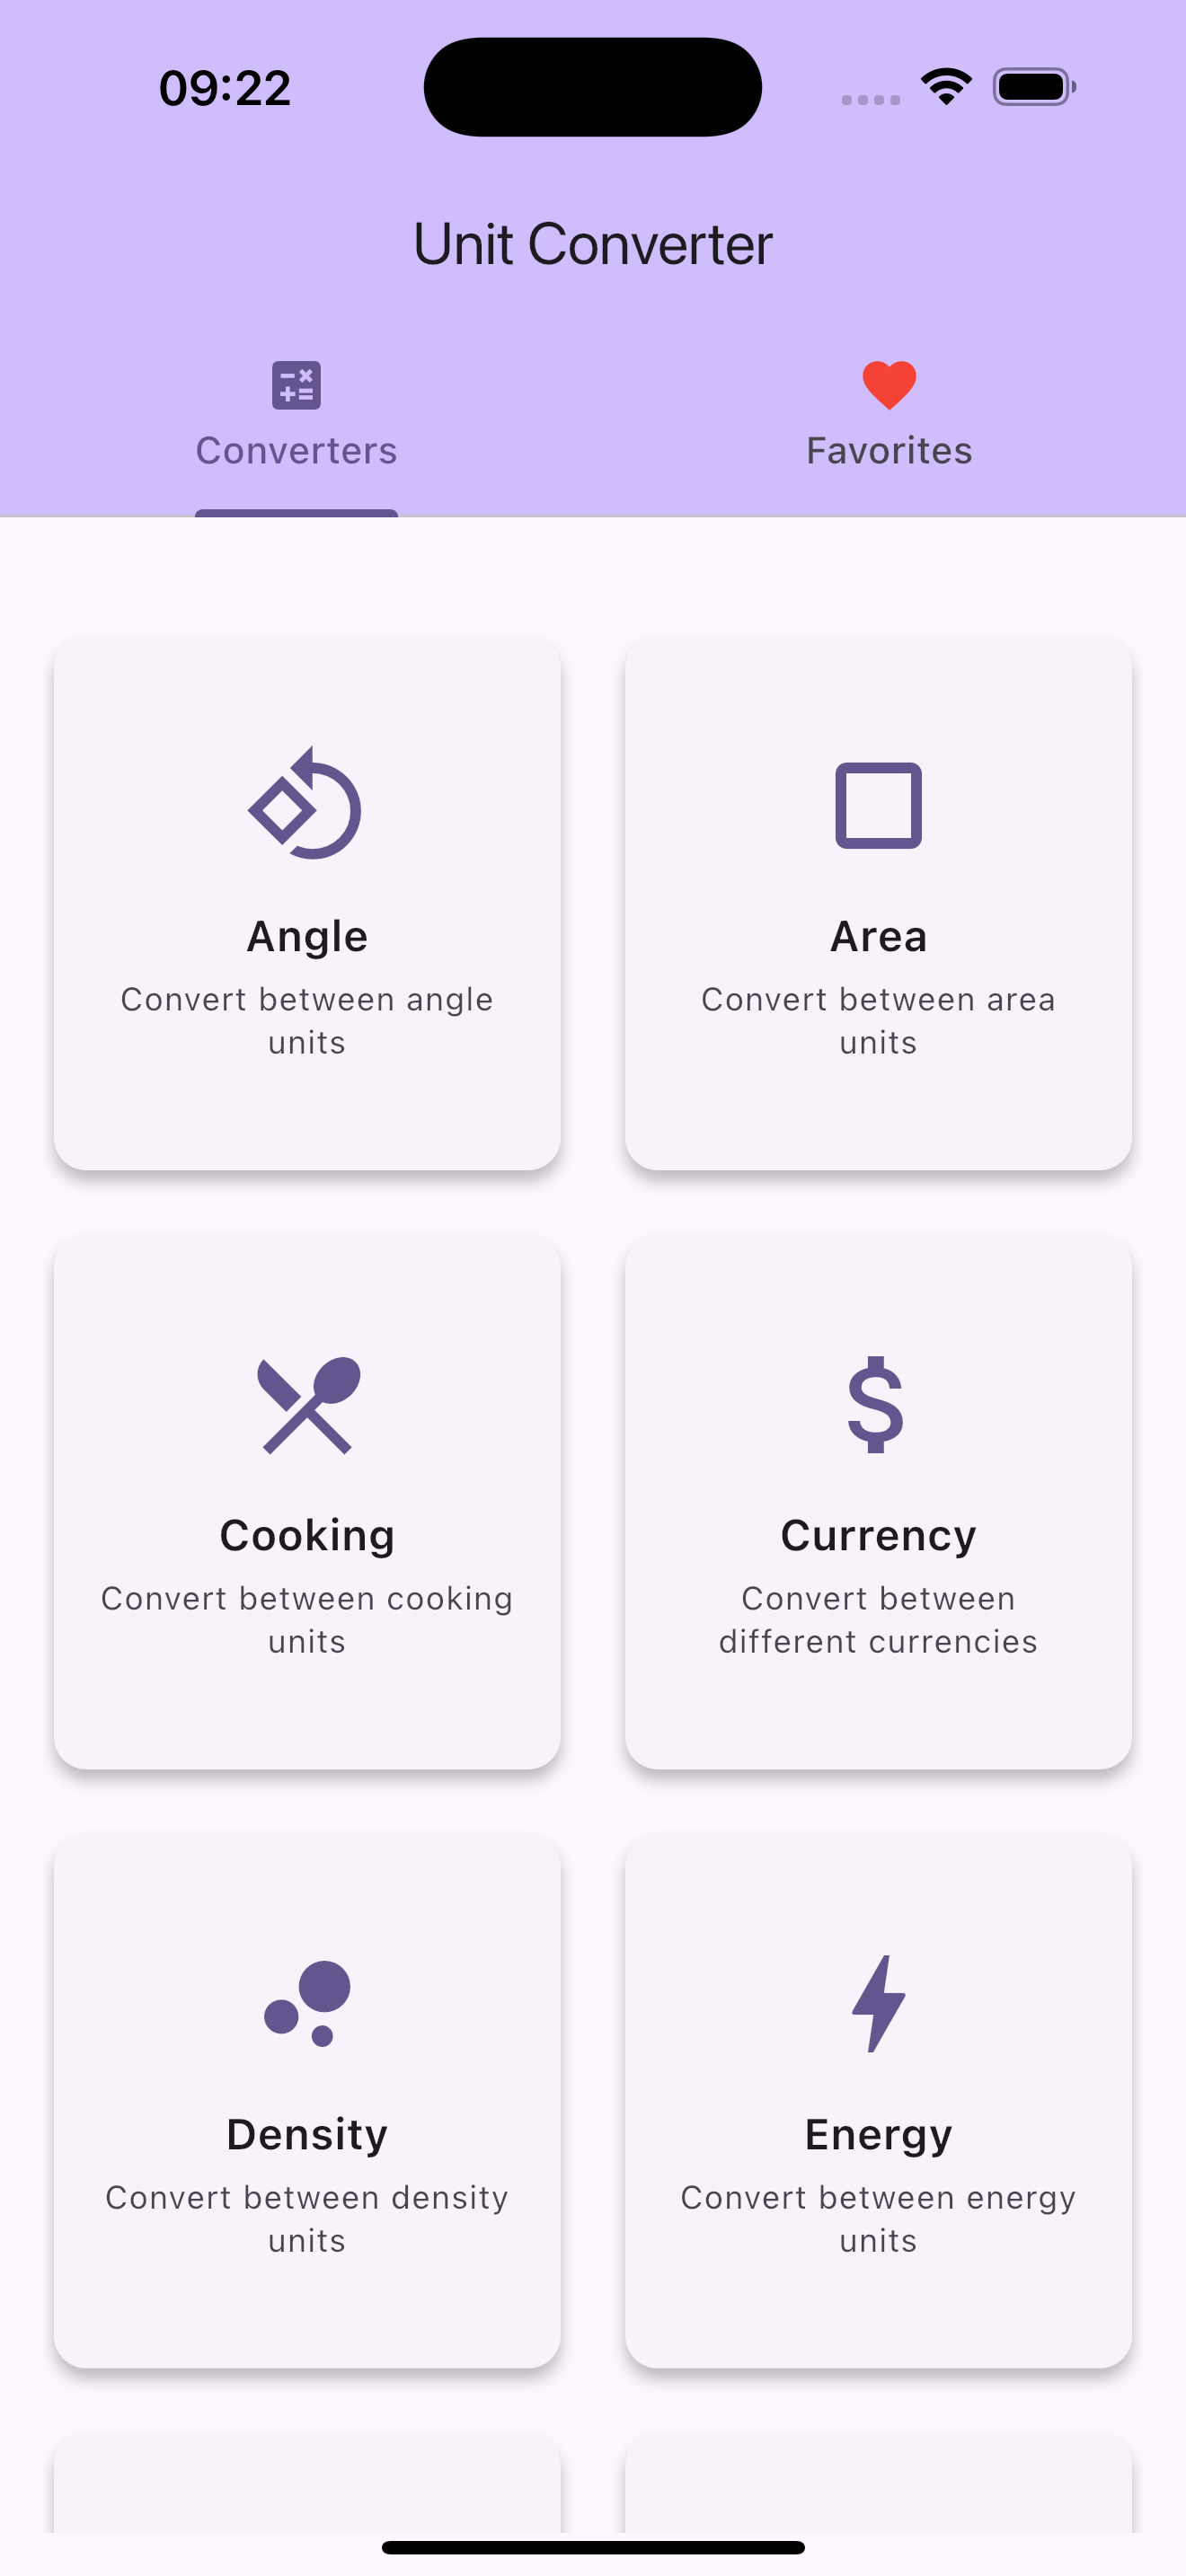 09:22
Unit Converter
Converters
Favorites
Angle
Convert between angle
units
Area
Convert between area
units
Cooking
Convert between cooking
units
Currency
Convert between
different currencies
Density
Convert between density
units
Energy
Convert between energy
units